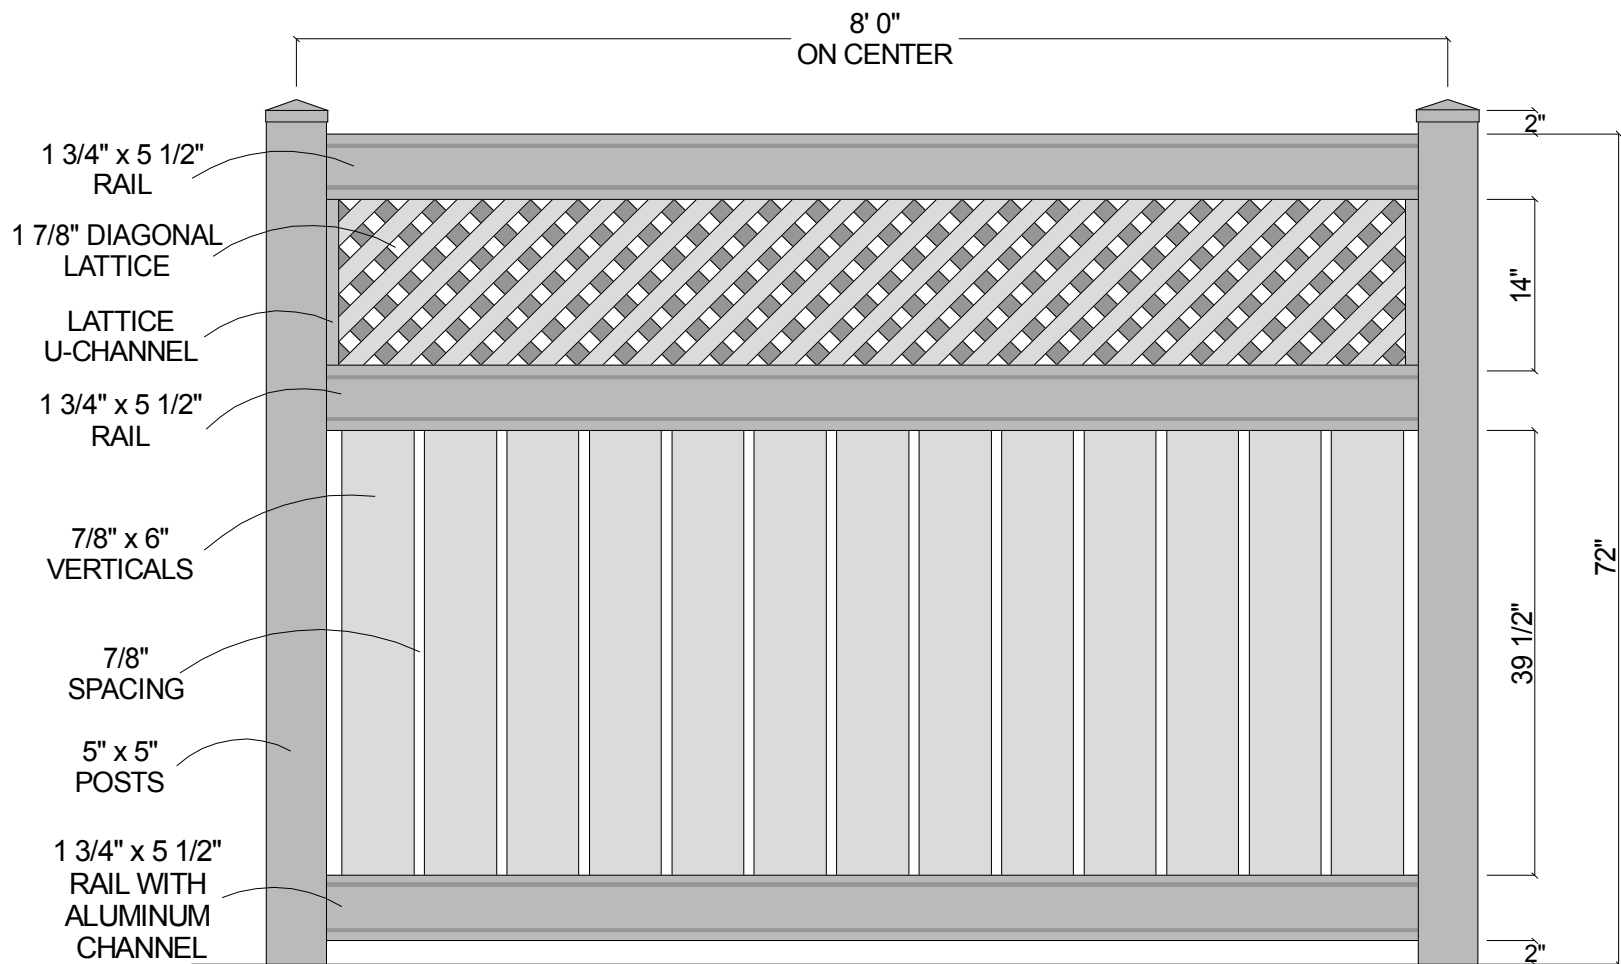 8' 0"
ON CENTER
2"
1 3/4" x 5 1/2"
RAIL
1 7/8" DIAGONAL
LATTICE
14"
LATTICE
U-CHANNEL
1 3/4" x 5 1/2"
RAIL
7/8" x 6"
VERTICALS
72"
39 1/2"
7/8"
SPACING
5" x 5"
POSTS
1 3/4" x 5 1/2"
RAIL WITH
ALUMINUM
CHANNEL
2"